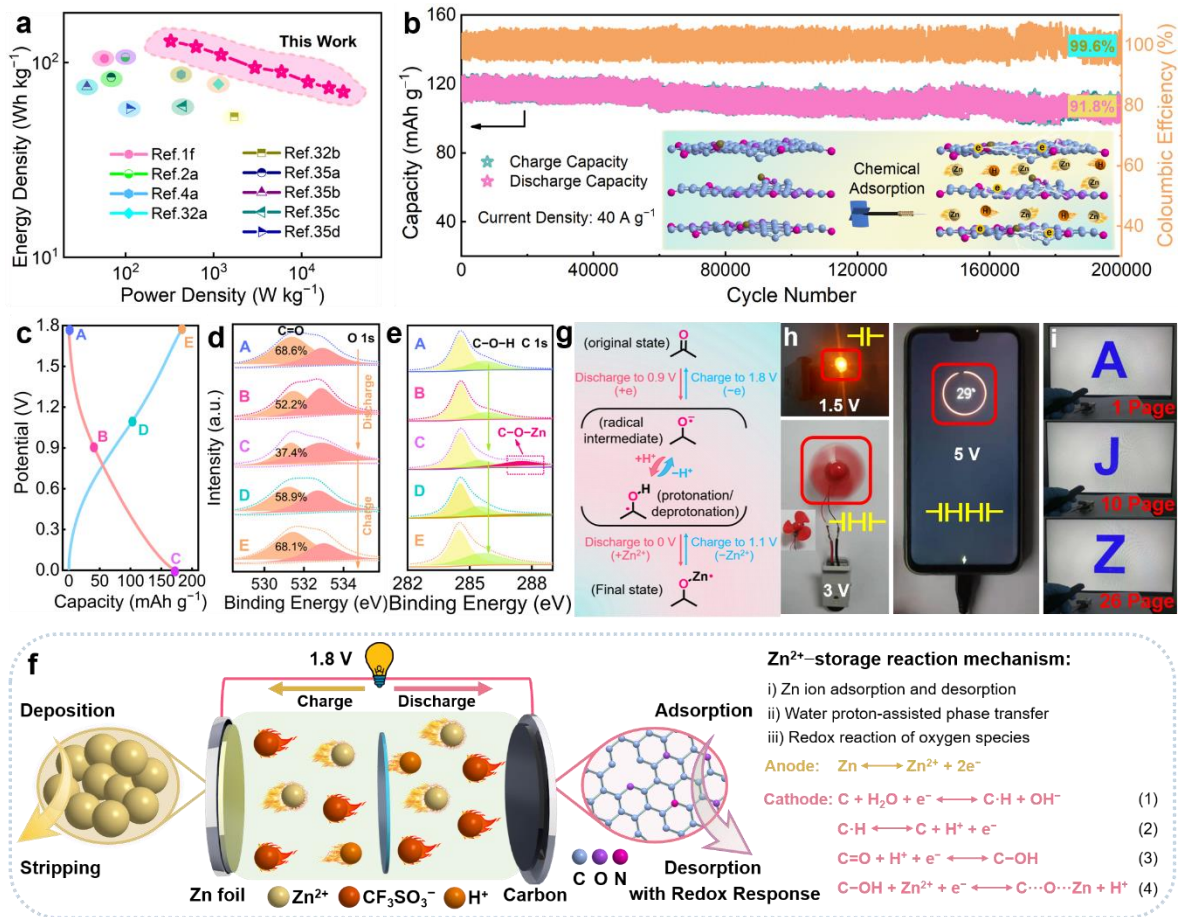 a
This Work
Energy Density (Wh kg⁻¹)
10²
10¹
Ref.1f
Ref.2a
Ref.4a
Ref.32a
Ref.32b
Ref.35a
Ref.35b
Ref.35c
Ref.35d
10² 10³ 10⁴
Power Density (W kg⁻¹)
b
Capacity (mAh g⁻¹)
160
120
80
40
99.6%
91.8%
Charge Capacity
Discharge Capacity
Current Density: 40 A g⁻¹
Chemical
Adsorption
e e
Zn H Zn H
e Zn
Zn H Zn H Zn
e e
100
80
60
40
Coloumbic Effciency (%)
0 40000 80000 120000 160000 200000
Cycle Number
c
Potential (V)
1.8
1.5
1.2
0.9
0.6
0.3
0.0
A
E
B
D
C
0 50 100 150 200
Capacity (mAh g⁻¹)
d
C=O
O 1s
Intensity (a.u.)
A
68.6%
B
52.2%
C
37.4%
D
58.9%
E
68.1%
Discharge
Charge
530 532 534
Binding Energy (eV)
e
C–O–H C 1s
A
B
C
C–O–Zn
D
E
282 285 288
Binding Energy (eV)
g
(original state)
O
Discharge to 0.9 V
(+e)
Charge to 1.8 V
(−e)
(radical
intermediate)
O
+H⁺
−H⁺
O H
(protonation/
deprotonation)
Discharge to 0 V
(+Zn²⁺)
Charge to 1.1 V
(−Zn²⁺)
O Zn
(Final state)
h
1.5 V
3 V
29%
5 V
i
A
1 Page
J
10 Page
Z
26 Page
f
1.8 V
Charge Discharge
Deposition
Stripping
Adsorption
Desorption
with Redox Response
Zn foil
Zn²⁺
CF₃SO₃⁻
H⁺
Carbon
C O N
Zn²⁺–storage reaction mechanism:
i) Zn ion adsorption and desorption
ii) Water proton-assisted phase transfer
iii) Redox reaction of oxygen species
Anode: Zn ⟷ Zn²⁺ + 2e⁻
Cathode: C + H₂O + e⁻ ⟷ C·H + OH⁻ (1)
C·H ⟷ C + H⁺ + e⁻ (2)
C=O + H⁺ + e⁻ ⟷ C–OH (3)
C–OH + Zn²⁺ + e⁻ ⟷ C···O···Zn + H⁺ (4)